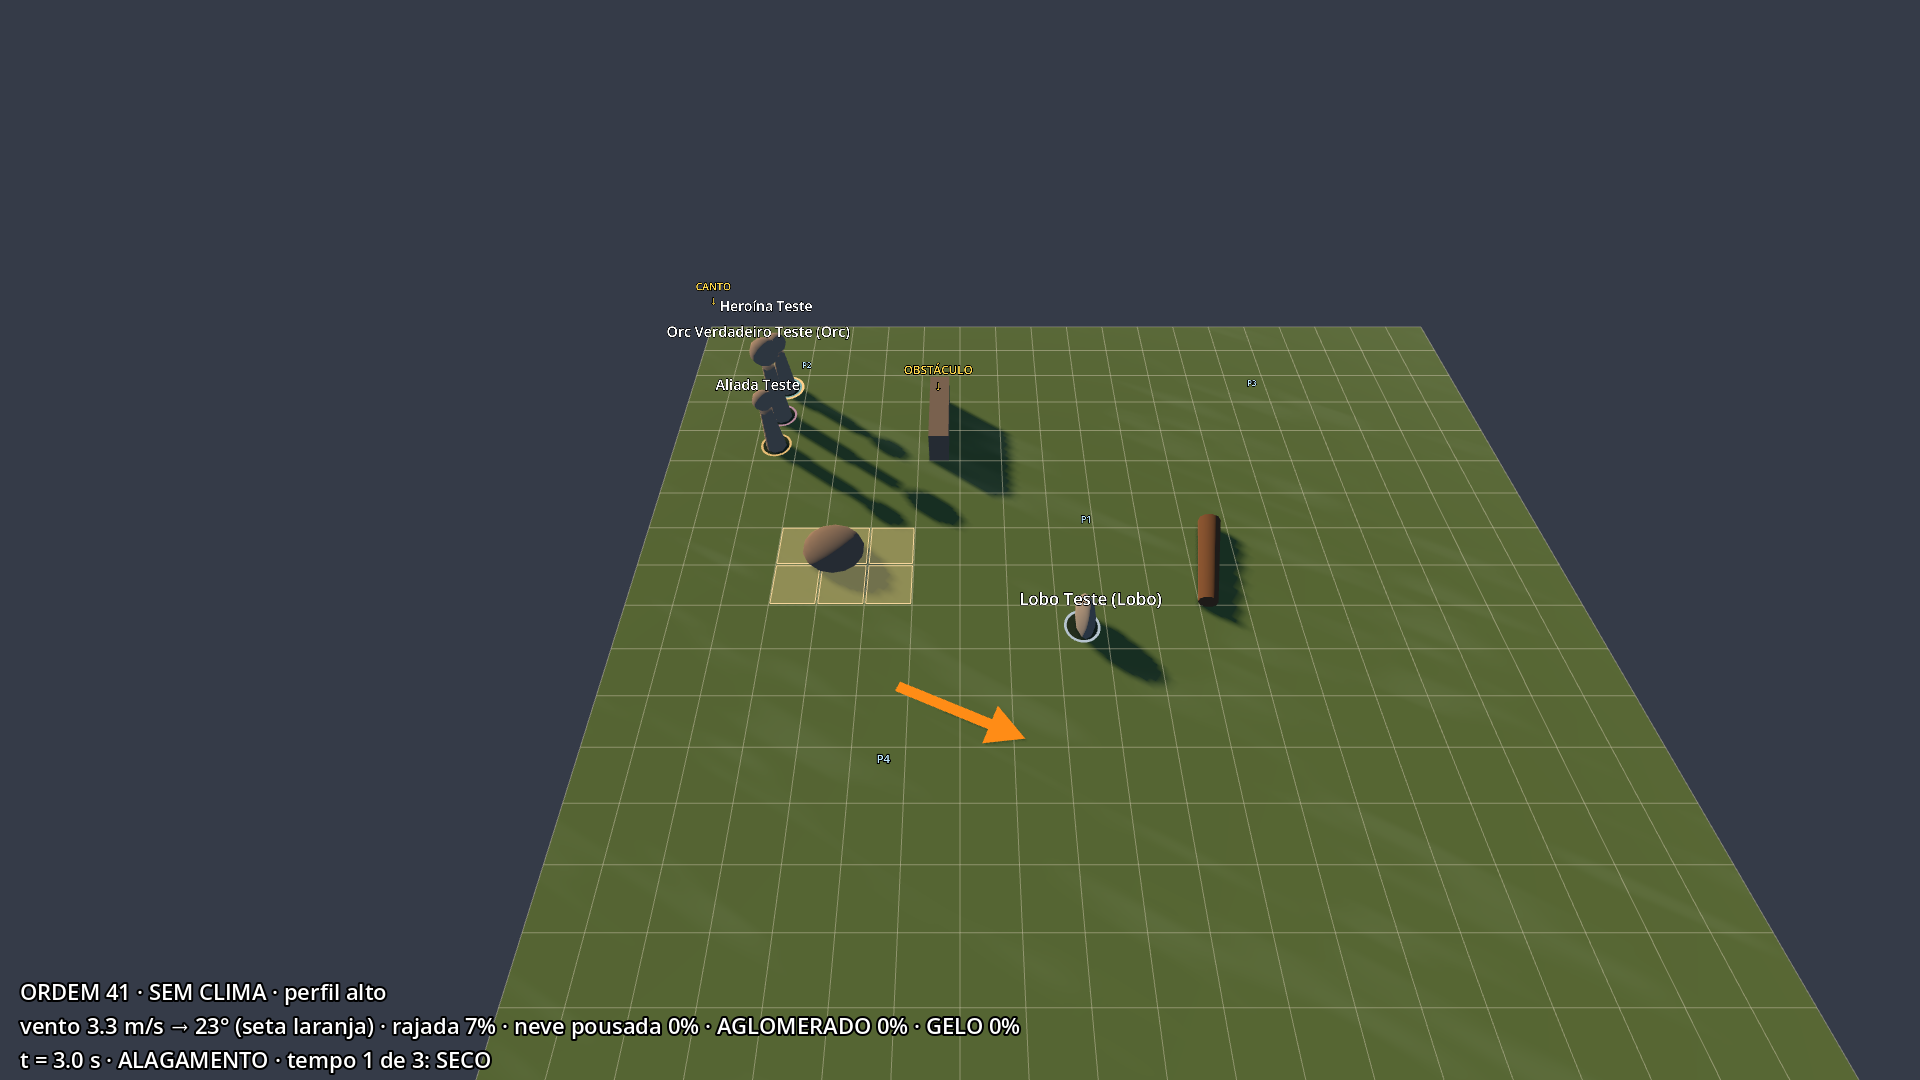 CANTO
Heroína Teste
Orc Verdadeiro Teste (Orc)
P2
OBSTÁCULO
Aliada Teste
P3
P1
Lobo Teste (Lobo)
P4
ORDEM 41 · SEM CLIMA · perfil alto
vento 3.3 m/s → 23° (seta laranja) · rajada 7% · neve pousada 0% · AGLOMERADO 0% · GELO 0%
t = 3.0 s · ALAGAMENTO · tempo 1 de 3: SECO